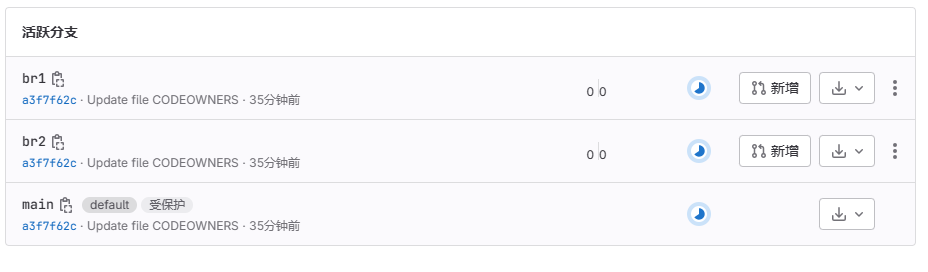 活跃分支
br1
a3f7f62c · Update file CODEOWNERS · 35分钟前
0 0
新增
br2
a3f7f62c · Update file CODEOWNERS · 35分钟前
0 0
新增
main default 受保护
a3f7f62c · Update file CODEOWNERS · 35分钟前